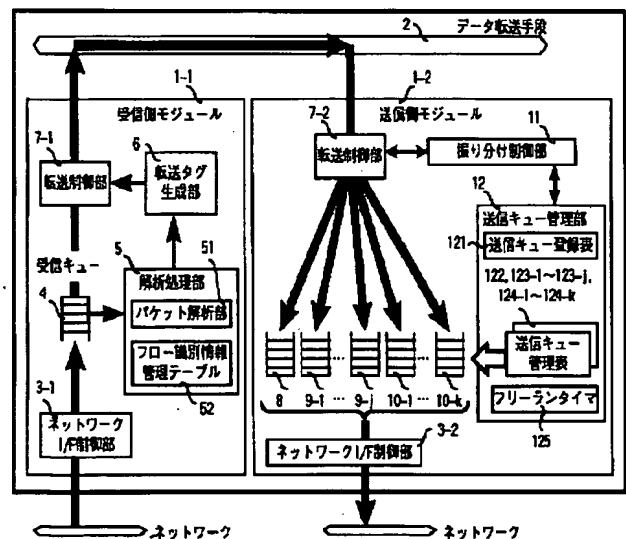 2
データ転送手段
1-1
受信側モジュール
7-1
転送制御部
6
転送タグ
生成部
受信キュー
4
5
51
解析処理部
パケット解析部
フロー識別情報
管理テーブル
52
3-1
ネットワーク
I/F制御部
ネットワーク
1-2
送信側モジュール
7-2
転送制御部
11
振り分け制御部
12
送信キュー管理部
121
送信キュー登録表
122,123-1~123-j,
124-1~124-k
送信キュー
管理表
フリーランタイマ
125
8 9-1 … 9-j 10-1 … 10-k
3-2
ネットワークI/F制御部
ネットワーク